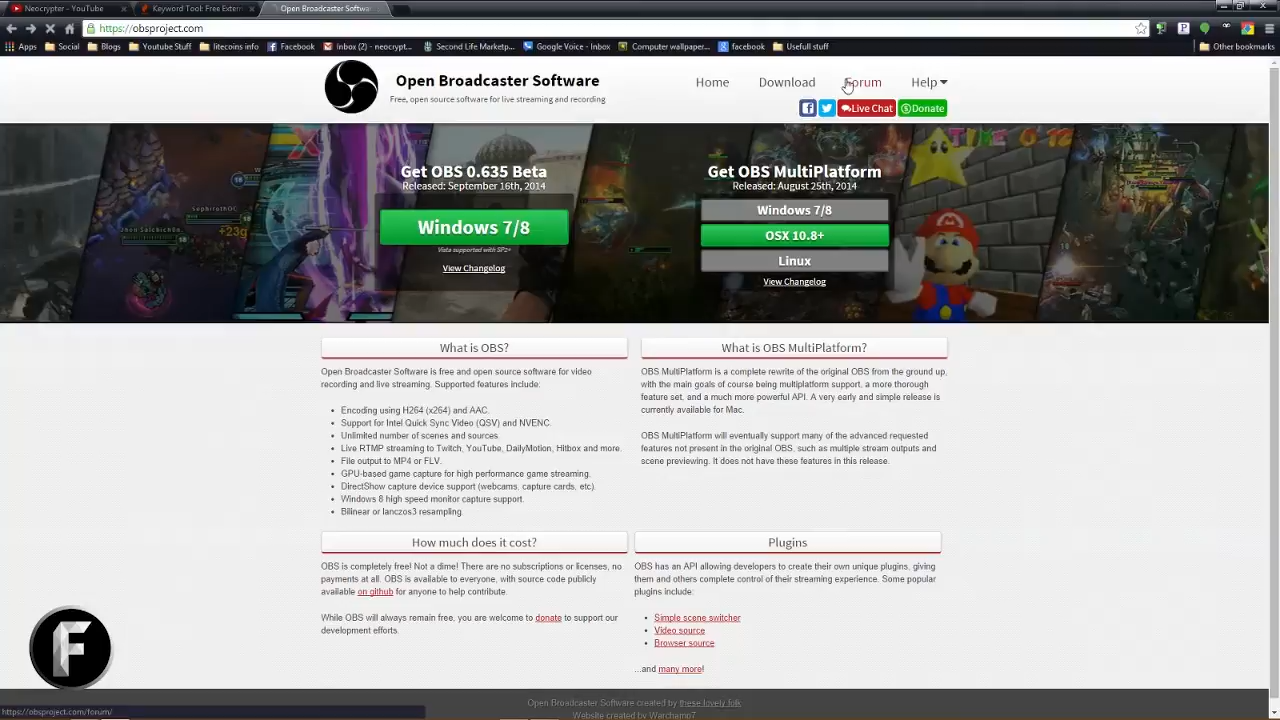 Neocrypter - YouTube
Keyword Tool: Free Extern
Open Broadcaster Softwar
https://obsproject.com
Apps
Social
Blogs
Youtube Stuff
litecoins info
Facebook
Inbox (2) - neocrypt...
Second Life Marketp...
Google Voice - Inbox
Computer wallpaper...
facebook
Usefull stuff
Other bookmarks
Open Broadcaster Software
Free, open source software for live streaming and recording
Home
Download
Forum
Help
Live Chat
Donate
Get OBS 0.635 Beta
Released: September 16th, 2014
Windows 7/8
Vista supported with SP2+
View Changelog
Get OBS MultiPlatform
Released: August 25th, 2014
Windows 7/8
OSX 10.8+
Linux
View Changelog
+23g
TIME 0
What is OBS?
Open Broadcaster Software is free and open source software for video
recording and live streaming. Supported features include:
Encoding using H264 (x264) and AAC.
Support for Intel Quick Sync Video (QSV) and NVENC.
Unlimited number of scenes and sources.
Live RTMP streaming to Twitch, YouTube, DailyMotion, Hitbox and more.
File output to MP4 or FLV.
GPU-based game capture for high performance game streaming.
DirectShow capture device support (webcams, capture cards, etc).
Windows 8 high speed monitor capture support.
Bilinear or lanczos3 resampling.
What is OBS MultiPlatform?
OBS MultiPlatform is a complete rewrite of the original OBS from the ground up,
with the main goals of course being multiplatform support, a more thorough
feature set, and a much more powerful API. A very early and simple release is
currently available for Mac.
OBS MultiPlatform will eventually support many of the advanced requested
features not present in the original OBS, such as multiple stream outputs and
scene previewing. It does not have these features in this release.
How much does it cost?
OBS is completely free! Not a dime! There are no subscriptions or licenses, no
payments at all. OBS is available to everyone, with source code publicly
available on github for anyone to help contribute.
While OBS will always remain free, you are welcome to donate to support our
development efforts.
Plugins
OBS has an API allowing developers to create their own unique plugins, giving
them and others complete control of their streaming experience. Some popular
plugins include:
Simple scene switcher
Video source
Browser source
...and many more!
F
https://obsproject.com/forum/
Open Broadcaster Software created by these lovely folk
Website created by Warchamp7